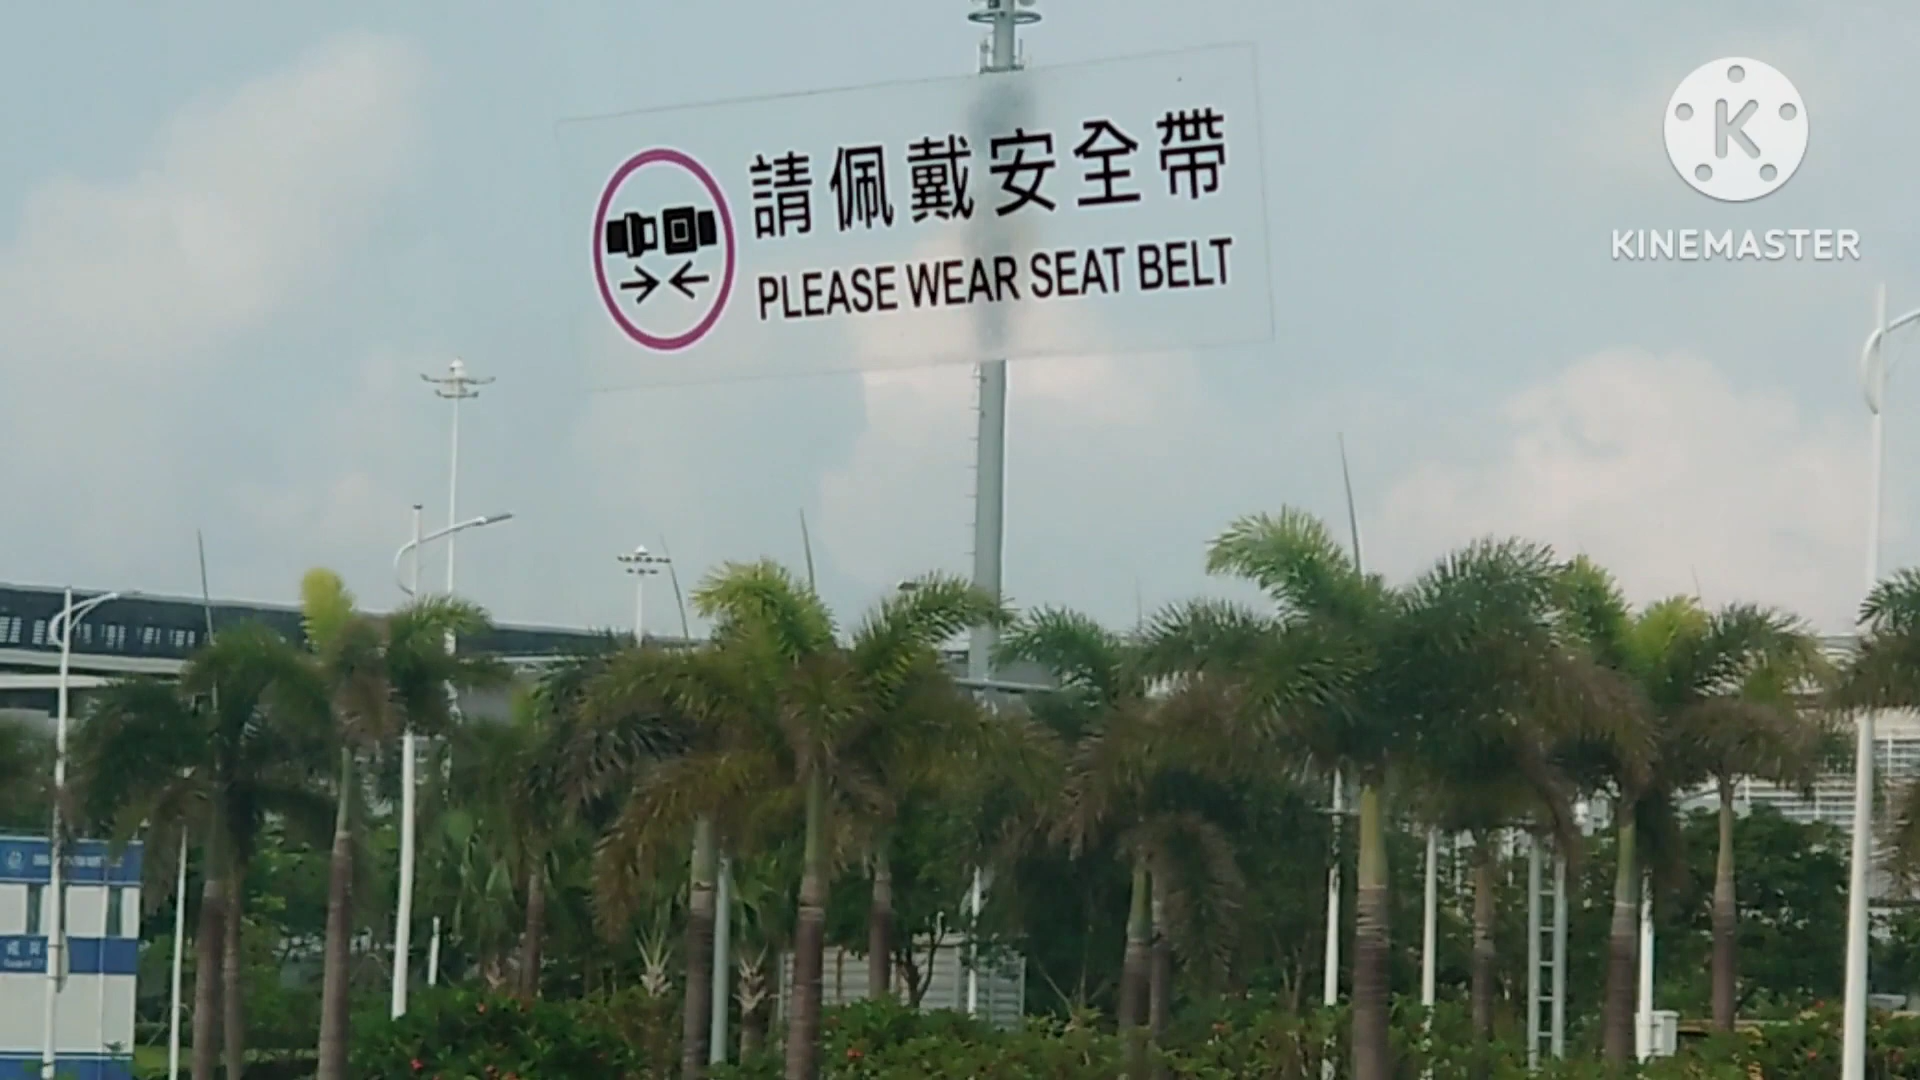 請佩戴安全帶
PLEASE WEAR SEAT BELT
KINEMASTER